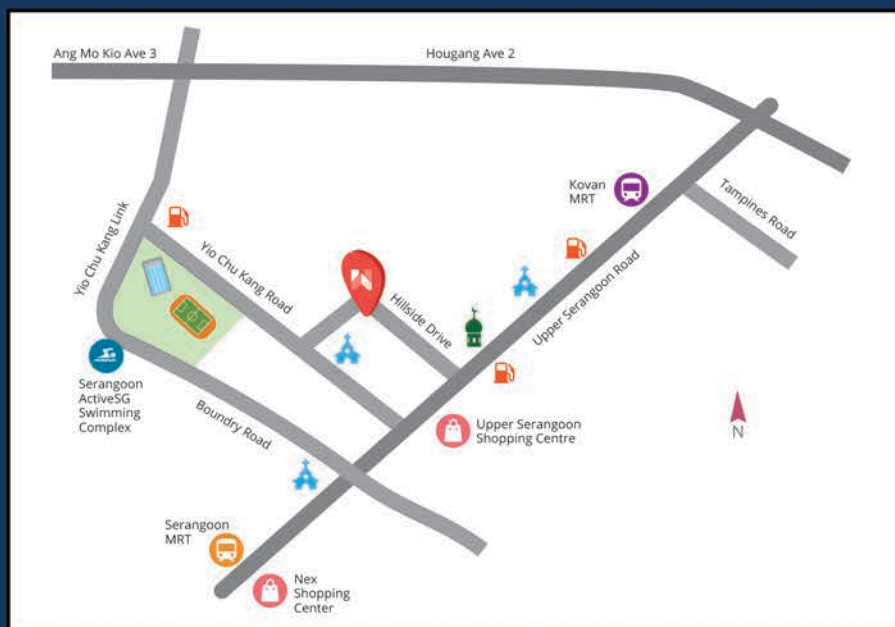 Ang Mo Kio Ave 3
Hougang Ave 2
Kovan
MRT
Tampines Road
Yio Chu Kang Link
Yio Chu Kang Road
Hillside Drive
Upper Serangoon Road
Serangoon
ActiveSG
Swimming
Complex
Boundry Road
Upper Serangoon
Shopping Centre
N
Serangoon
MRT
Nex
Shopping
Center